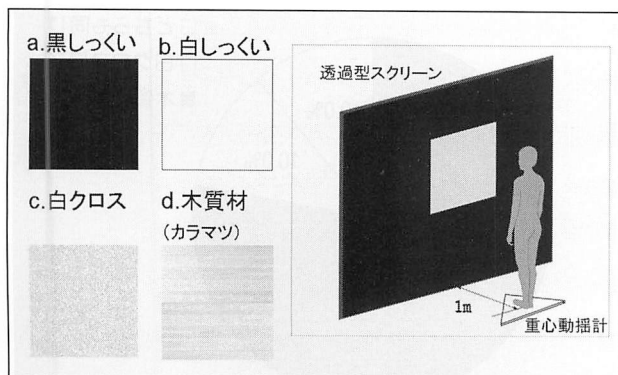 a.黒しっくい
b.白しっくい
c.白クロス
d.木質材
(カラマツ)
透過型スクリーン
1m
重心動揺計